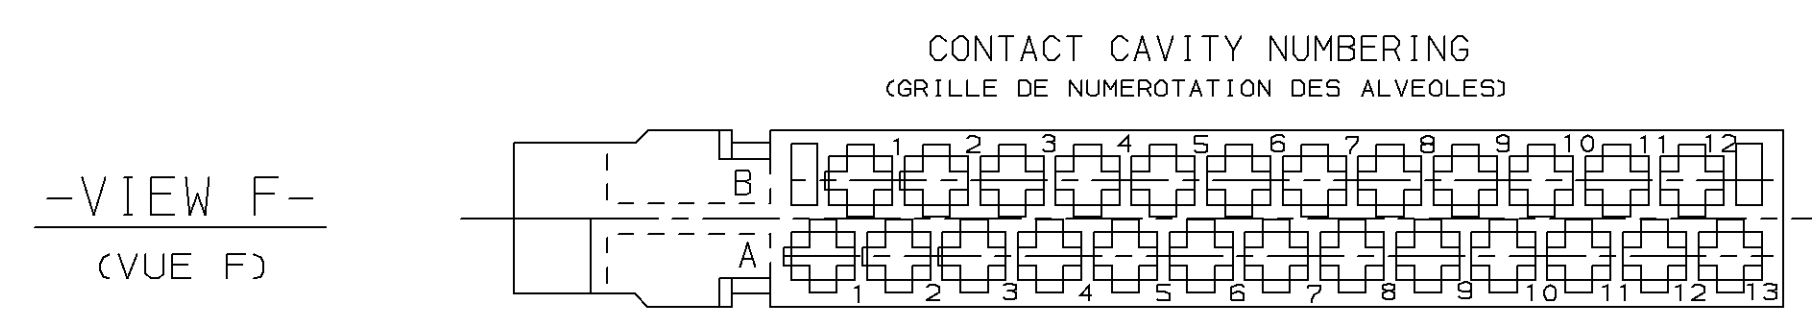 CONTACT CAVITY NUMBERING
(GRILLE DE NUMEROTATION DES ALVEOLES)
1 2 3 4 5 6 7 8 9 10 11 12
B
-VIEW F-
(VUE F)
A
1 2 3 4 5 6 7 8 9 10 11 12 13